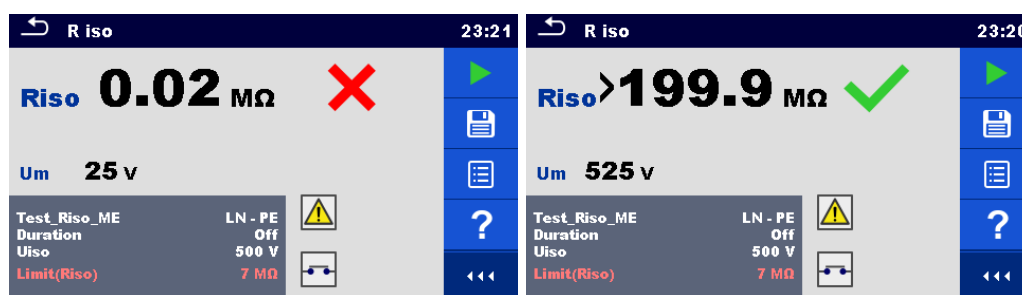 R iso 23:21
Riso 0.02 MΩ
Um 25 V
Test_Riso_ME LN - PE
Duration Off
Uiso 500 V
Limit(Riso) 7 MΩ
?
R iso 23:20
Riso >199.9 MΩ
Um 525 V
Test_Riso_ME LN - PE
Duration Off
Uiso 500 V
Limit(Riso) 7 MΩ
?